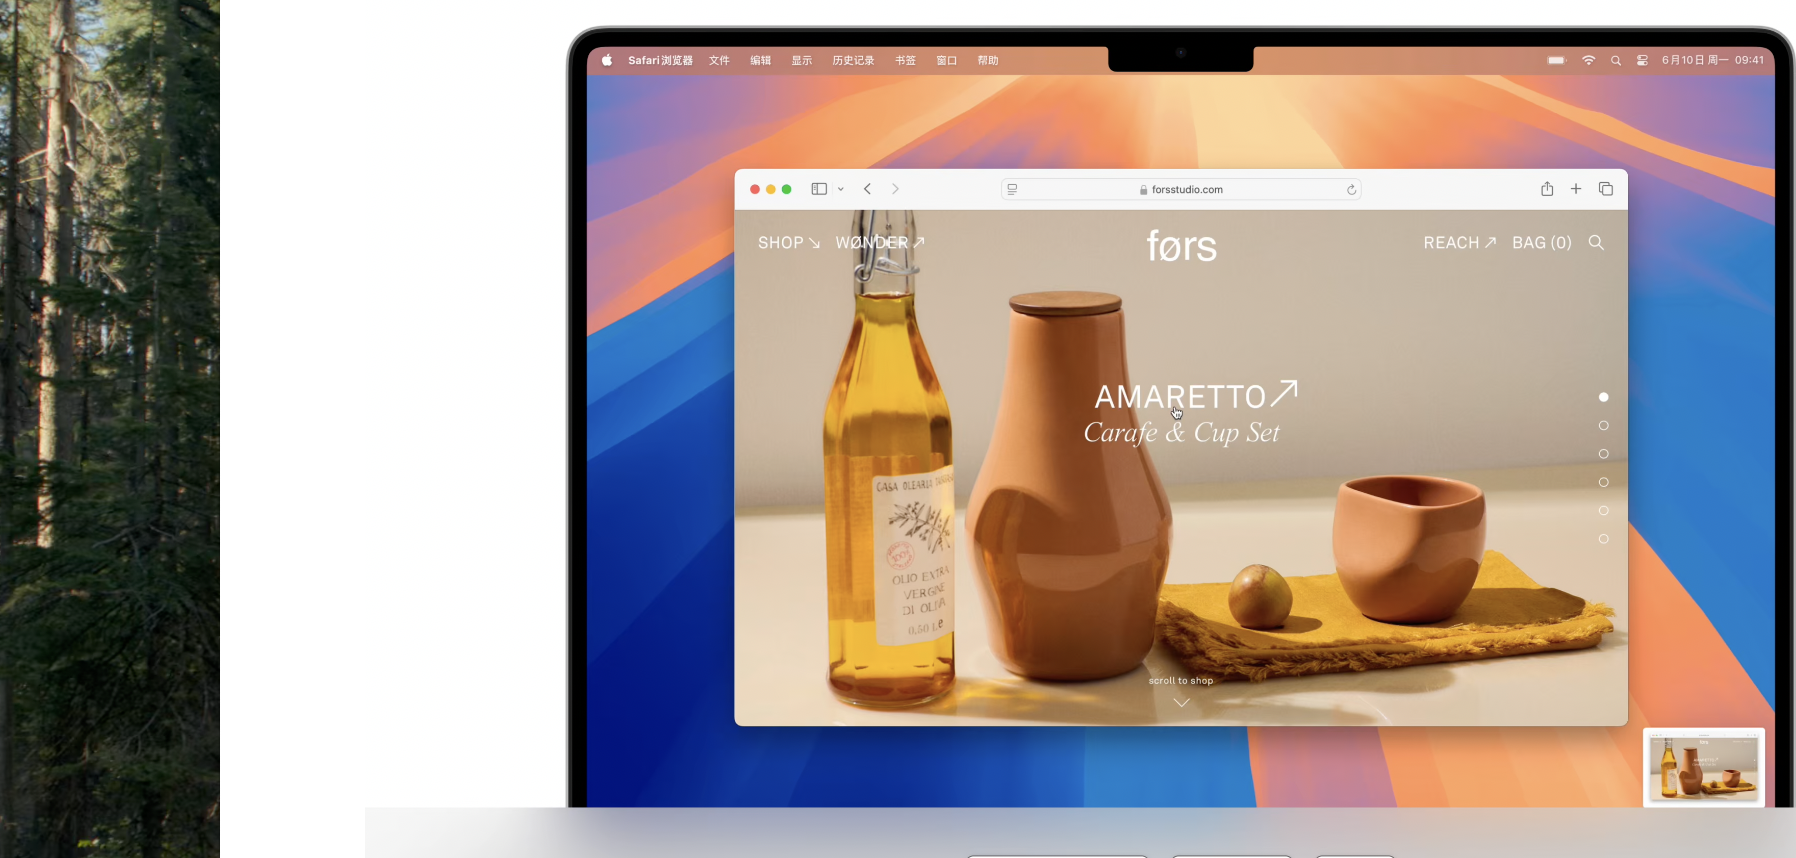 Safari浏览器 文件 编辑 显示 历史记录 书签 窗口 帮助 6月10日 周一 09:41
forsstudio.com
SHOP ↘ WØNDER ↗ førs REACH ↗ BAG (0)
AMARETTO↗
Carafe & Cup Set
CASA OLEARIA
100%
OLIO EXTRA
VERGINE
DI OLIVA
0,50 L e
scroll to shop